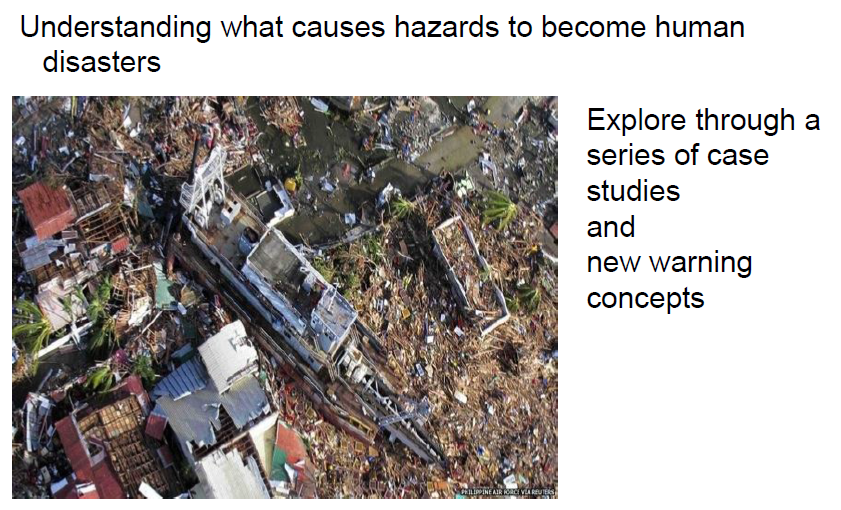 Understanding what causes hazards to become human
disasters
Explore through a
series of case
studies
and
new warning
concepts
PHILIPPINE AIR FORCE VIA REUTERS